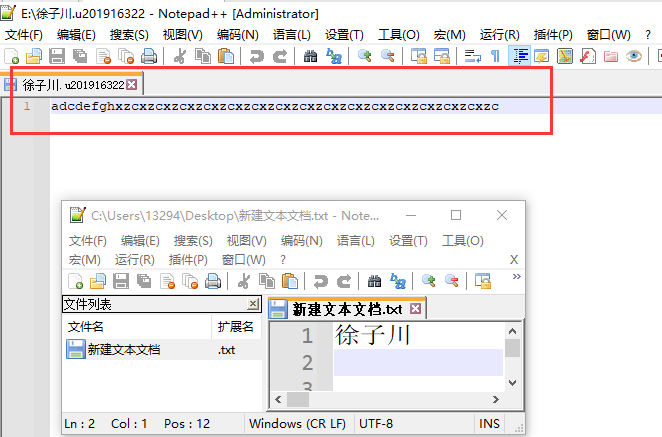 E:\徐子川.u201916322 - Notepad++ [Administrator]
文件(F) 编辑(E) 搜索(S) 视图(V) 编码(N) 语言(L) 设置(T) 工具(O) 宏(M) 运行(R) 插件(P) 窗口(W) ?
徐子川.u201916322
1 adcdefghxzcxzcxzcxzcxzcxzcxzcxzcxzcxzcxzcxzcxzcxzcxzcxzc
C:\Users\13294\Desktop\新建文本文档.txt - Note...
文件(F) 编辑(E) 搜索(S) 视图(V) 编码(N) 语言(L) 设置(T) 工具(O)
宏(M) 运行(R) 插件(P) 窗口(W) ? X
文件列表
新建文本文档.txt
文件名 扩展名
新建文本文档 .txt
1 徐子川
2
3
Ln : 2 Col : 1 Pos : 12 Windows (CR LF) UTF-8 INS